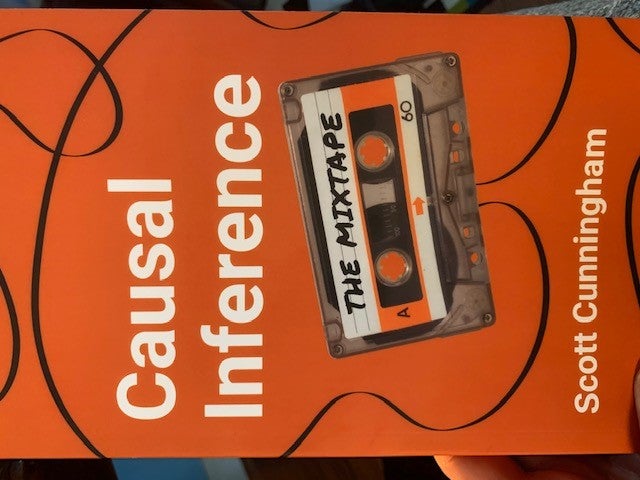 Causal
Inference
THE MIXTAPE
A
60
Scott Cunningham